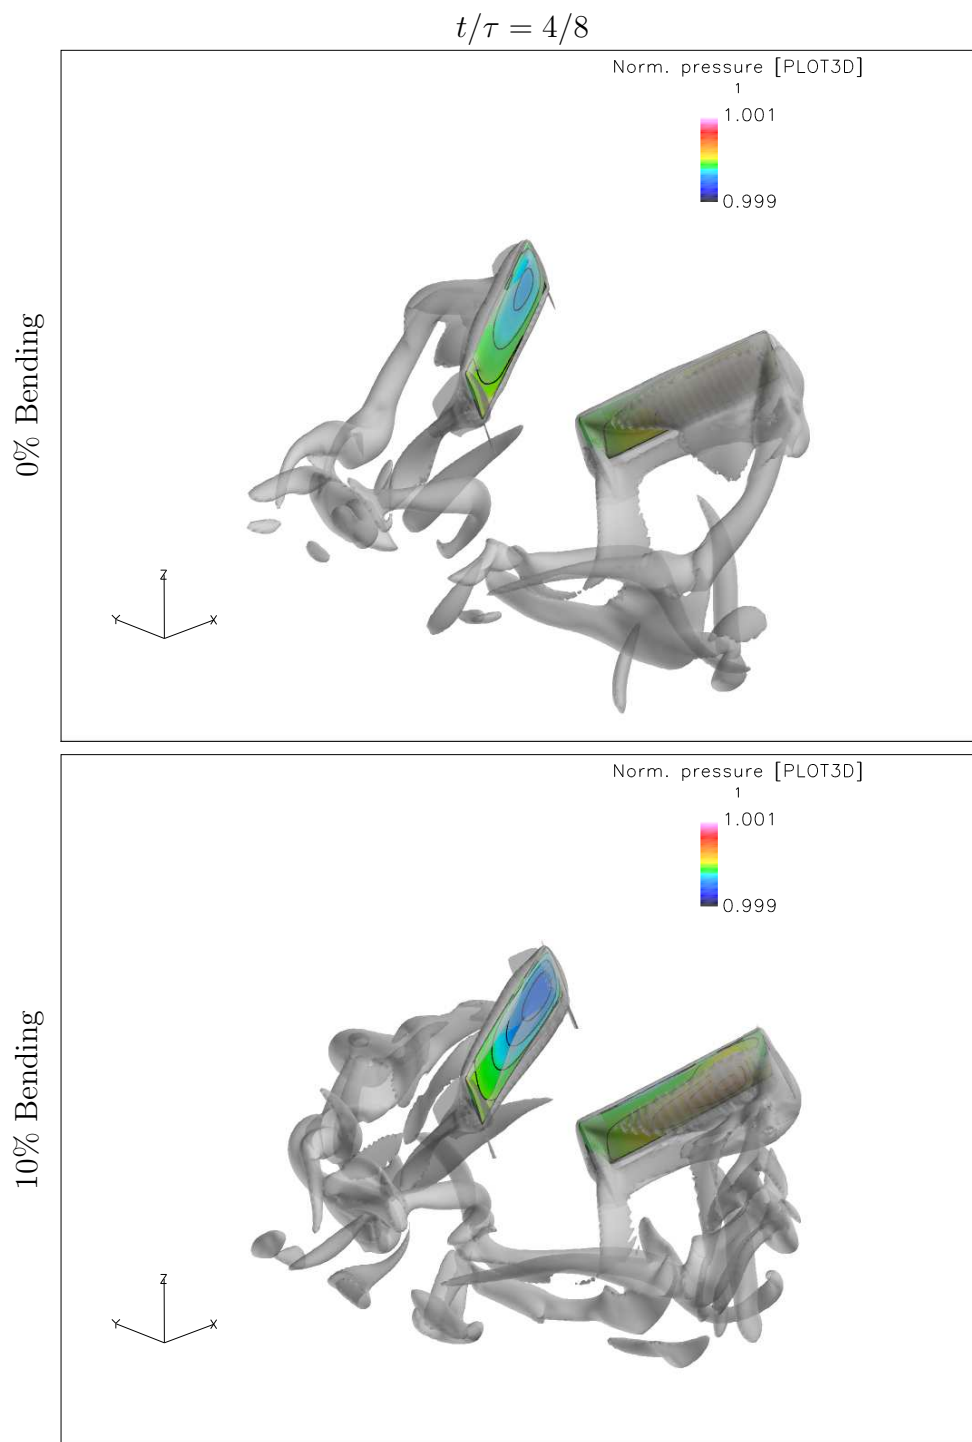 t/τ = 4/8
Norm. pressure [PLOT3D]
1
1.001
0.999
0% Bending
Z
Y
X
Norm. pressure [PLOT3D]
1
1.001
0.999
10% Bending
Z
Y
X